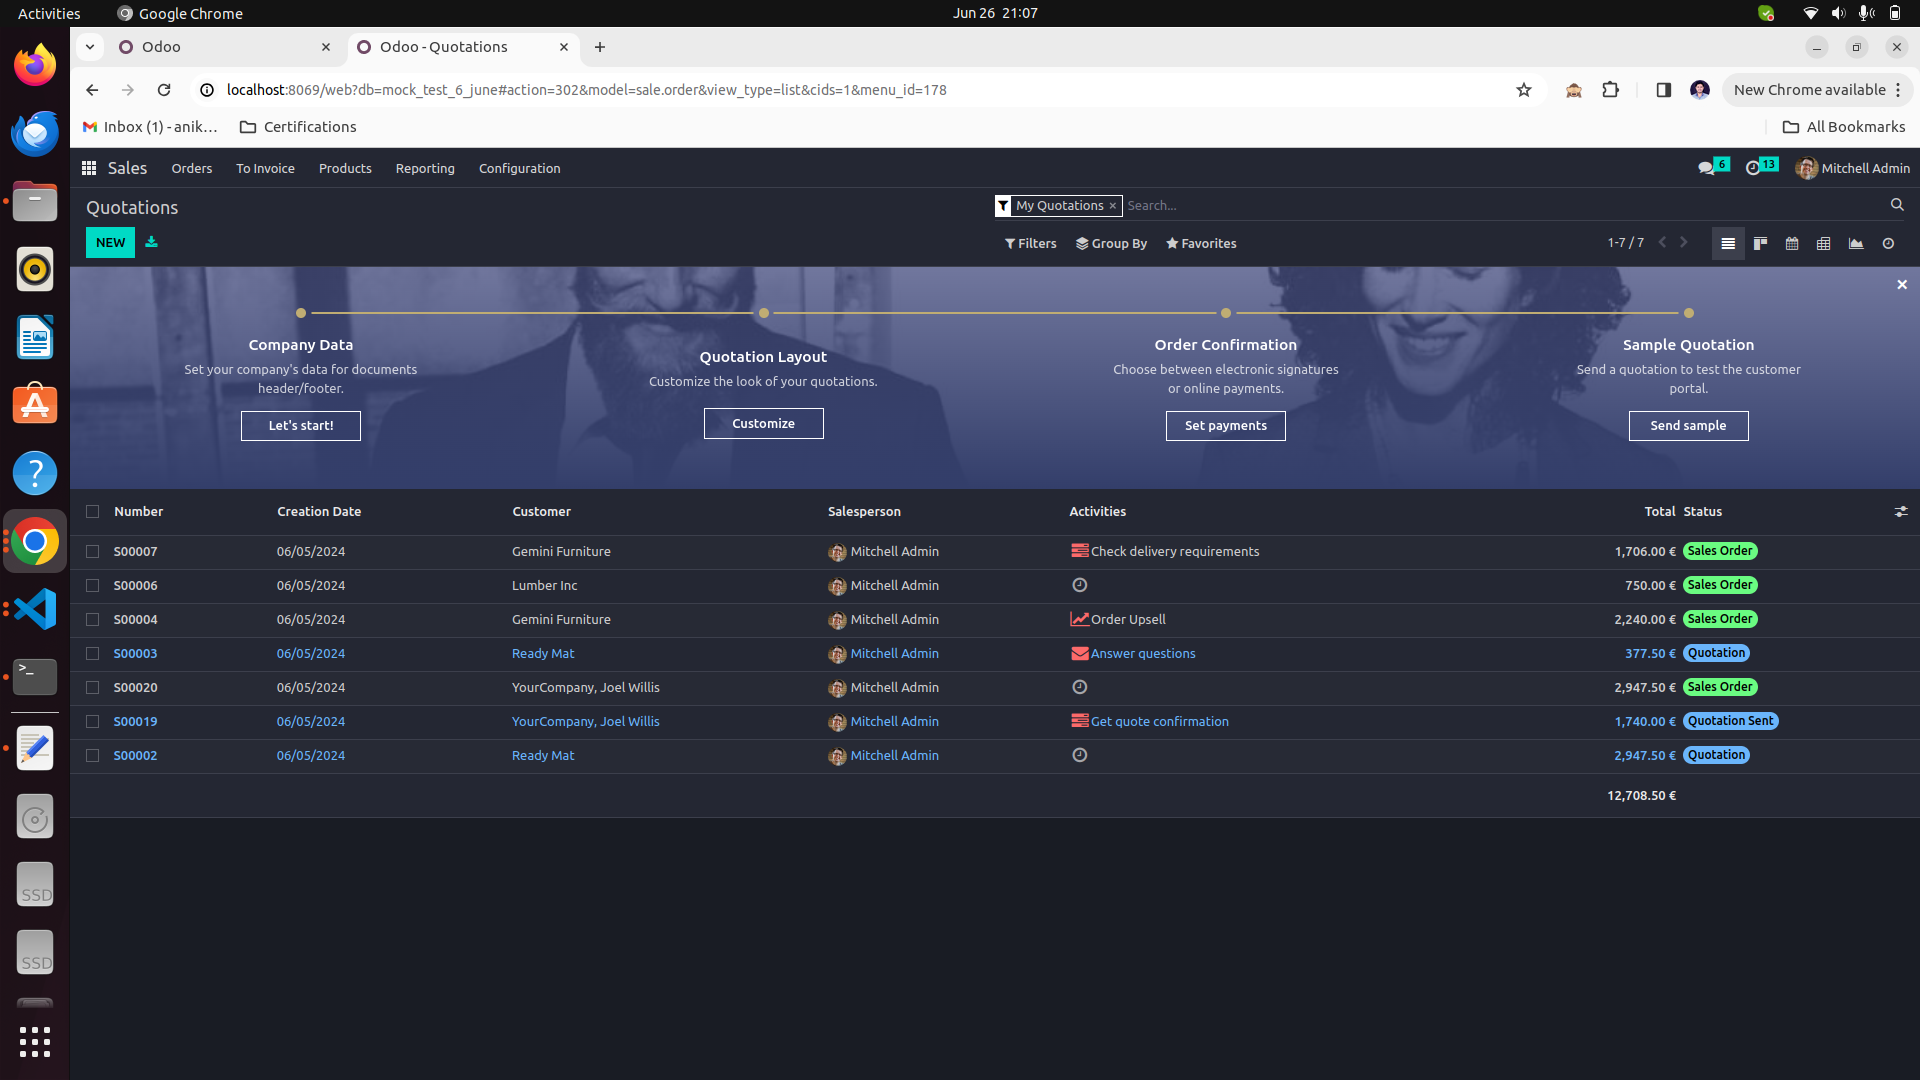 Activities Google Chrome Jun 26 21:07
Odoo Odoo - Quotations
localhost:8069/web?db=mock_test_6_june#action=302&model=sale.order&view_type=list&cids=1&menu_id=178 New Chrome available
Inbox (1) - anik... Certifications All Bookmarks
Sales Orders To Invoice Products Reporting Configuration 6 13 Mitchell Admin
Quotations My Quotations × Search...
NEW Filters Group By Favorites 1-7 / 7
Company Data
Set your company's data for documents
header/footer.
Let's start!
Quotation Layout
Customize the look of your quotations.
Customize
Order Confirmation
Choose between electronic signatures
or online payments.
Set payments
Sample Quotation
Send a quotation to test the customer
portal.
Send sample
Number Creation Date Customer Salesperson Activities Total Status
S00007 06/05/2024 Gemini Furniture Mitchell Admin Check delivery requirements 1,706.00 € Sales Order
S00006 06/05/2024 Lumber Inc Mitchell Admin 750.00 € Sales Order
S00004 06/05/2024 Gemini Furniture Mitchell Admin Order Upsell 2,240.00 € Sales Order
S00003 06/05/2024 Ready Mat Mitchell Admin Answer questions 377.50 € Quotation
S00020 06/05/2024 YourCompany, Joel Willis Mitchell Admin 2,947.50 € Sales Order
S00019 06/05/2024 YourCompany, Joel Willis Mitchell Admin Get quote confirmation 1,740.00 € Quotation Sent
S00002 06/05/2024 Ready Mat Mitchell Admin 2,947.50 € Quotation
12,708.50 €
SSD
SSD